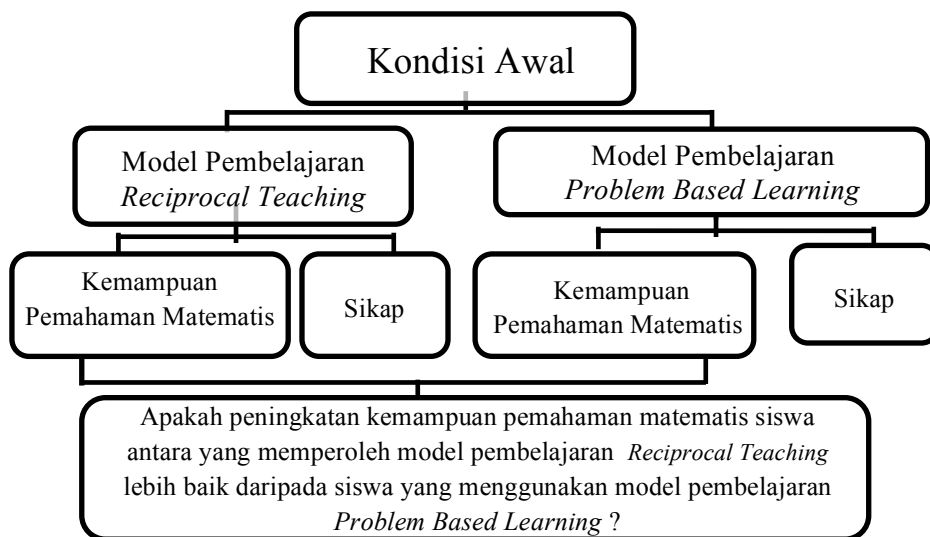 Kondisi Awal
Model Pembelajaran
Reciprocal Teaching
Model Pembelajaran
Problem Based Learning
Kemampuan
Pemahaman Matematis
Sikap
Kemampuan
Pemahaman Matematis
Sikap
Apakah peningkatan kemampuan pemahaman matematis siswa
antara yang memperoleh model pembelajaran Reciprocal Teaching
lebih baik daripada siswa yang menggunakan model pembelajaran
Problem Based Learning ?